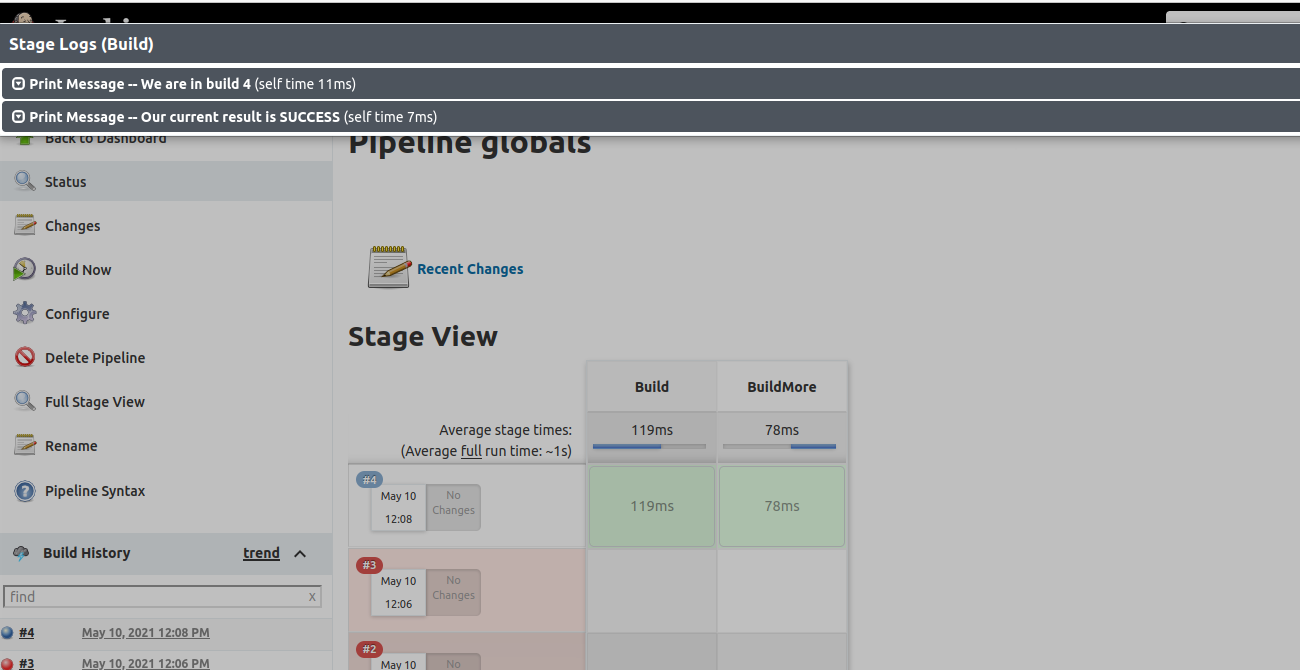 Stage Logs (Build)
Print Message -- We are in build 4 (self time 11ms)
Print Message -- Our current result is SUCCESS (self time 7ms)
Back to Dashboard
Pipeline globals
Status
Changes
Build Now
Configure
Delete Pipeline
Full Stage View
Rename
Pipeline Syntax
Recent Changes
Stage View
Build BuildMore
Average stage times: 119ms 78ms
(Average full run time: ~1s)
#4
May 10 No
12:08 Changes
119ms 78ms
#3
May 10 No
12:06 Changes
#2
May 10 No
Build History trend
find x
#4 May 10, 2021 12:08 PM
#3 May 10, 2021 12:06 PM